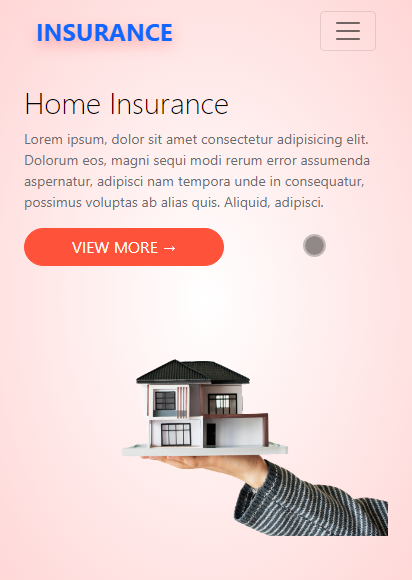 INSURANCE
Home Insurance
Lorem ipsum, dolor sit amet consectetur adipisicing elit.
Dolorum eos, magni sequi modi rerum error assumenda
aspernatur, adipisci nam tempora unde in consequatur,
possimus voluptas ab alias quis. Aliquid, adipisci.
VIEW MORE →